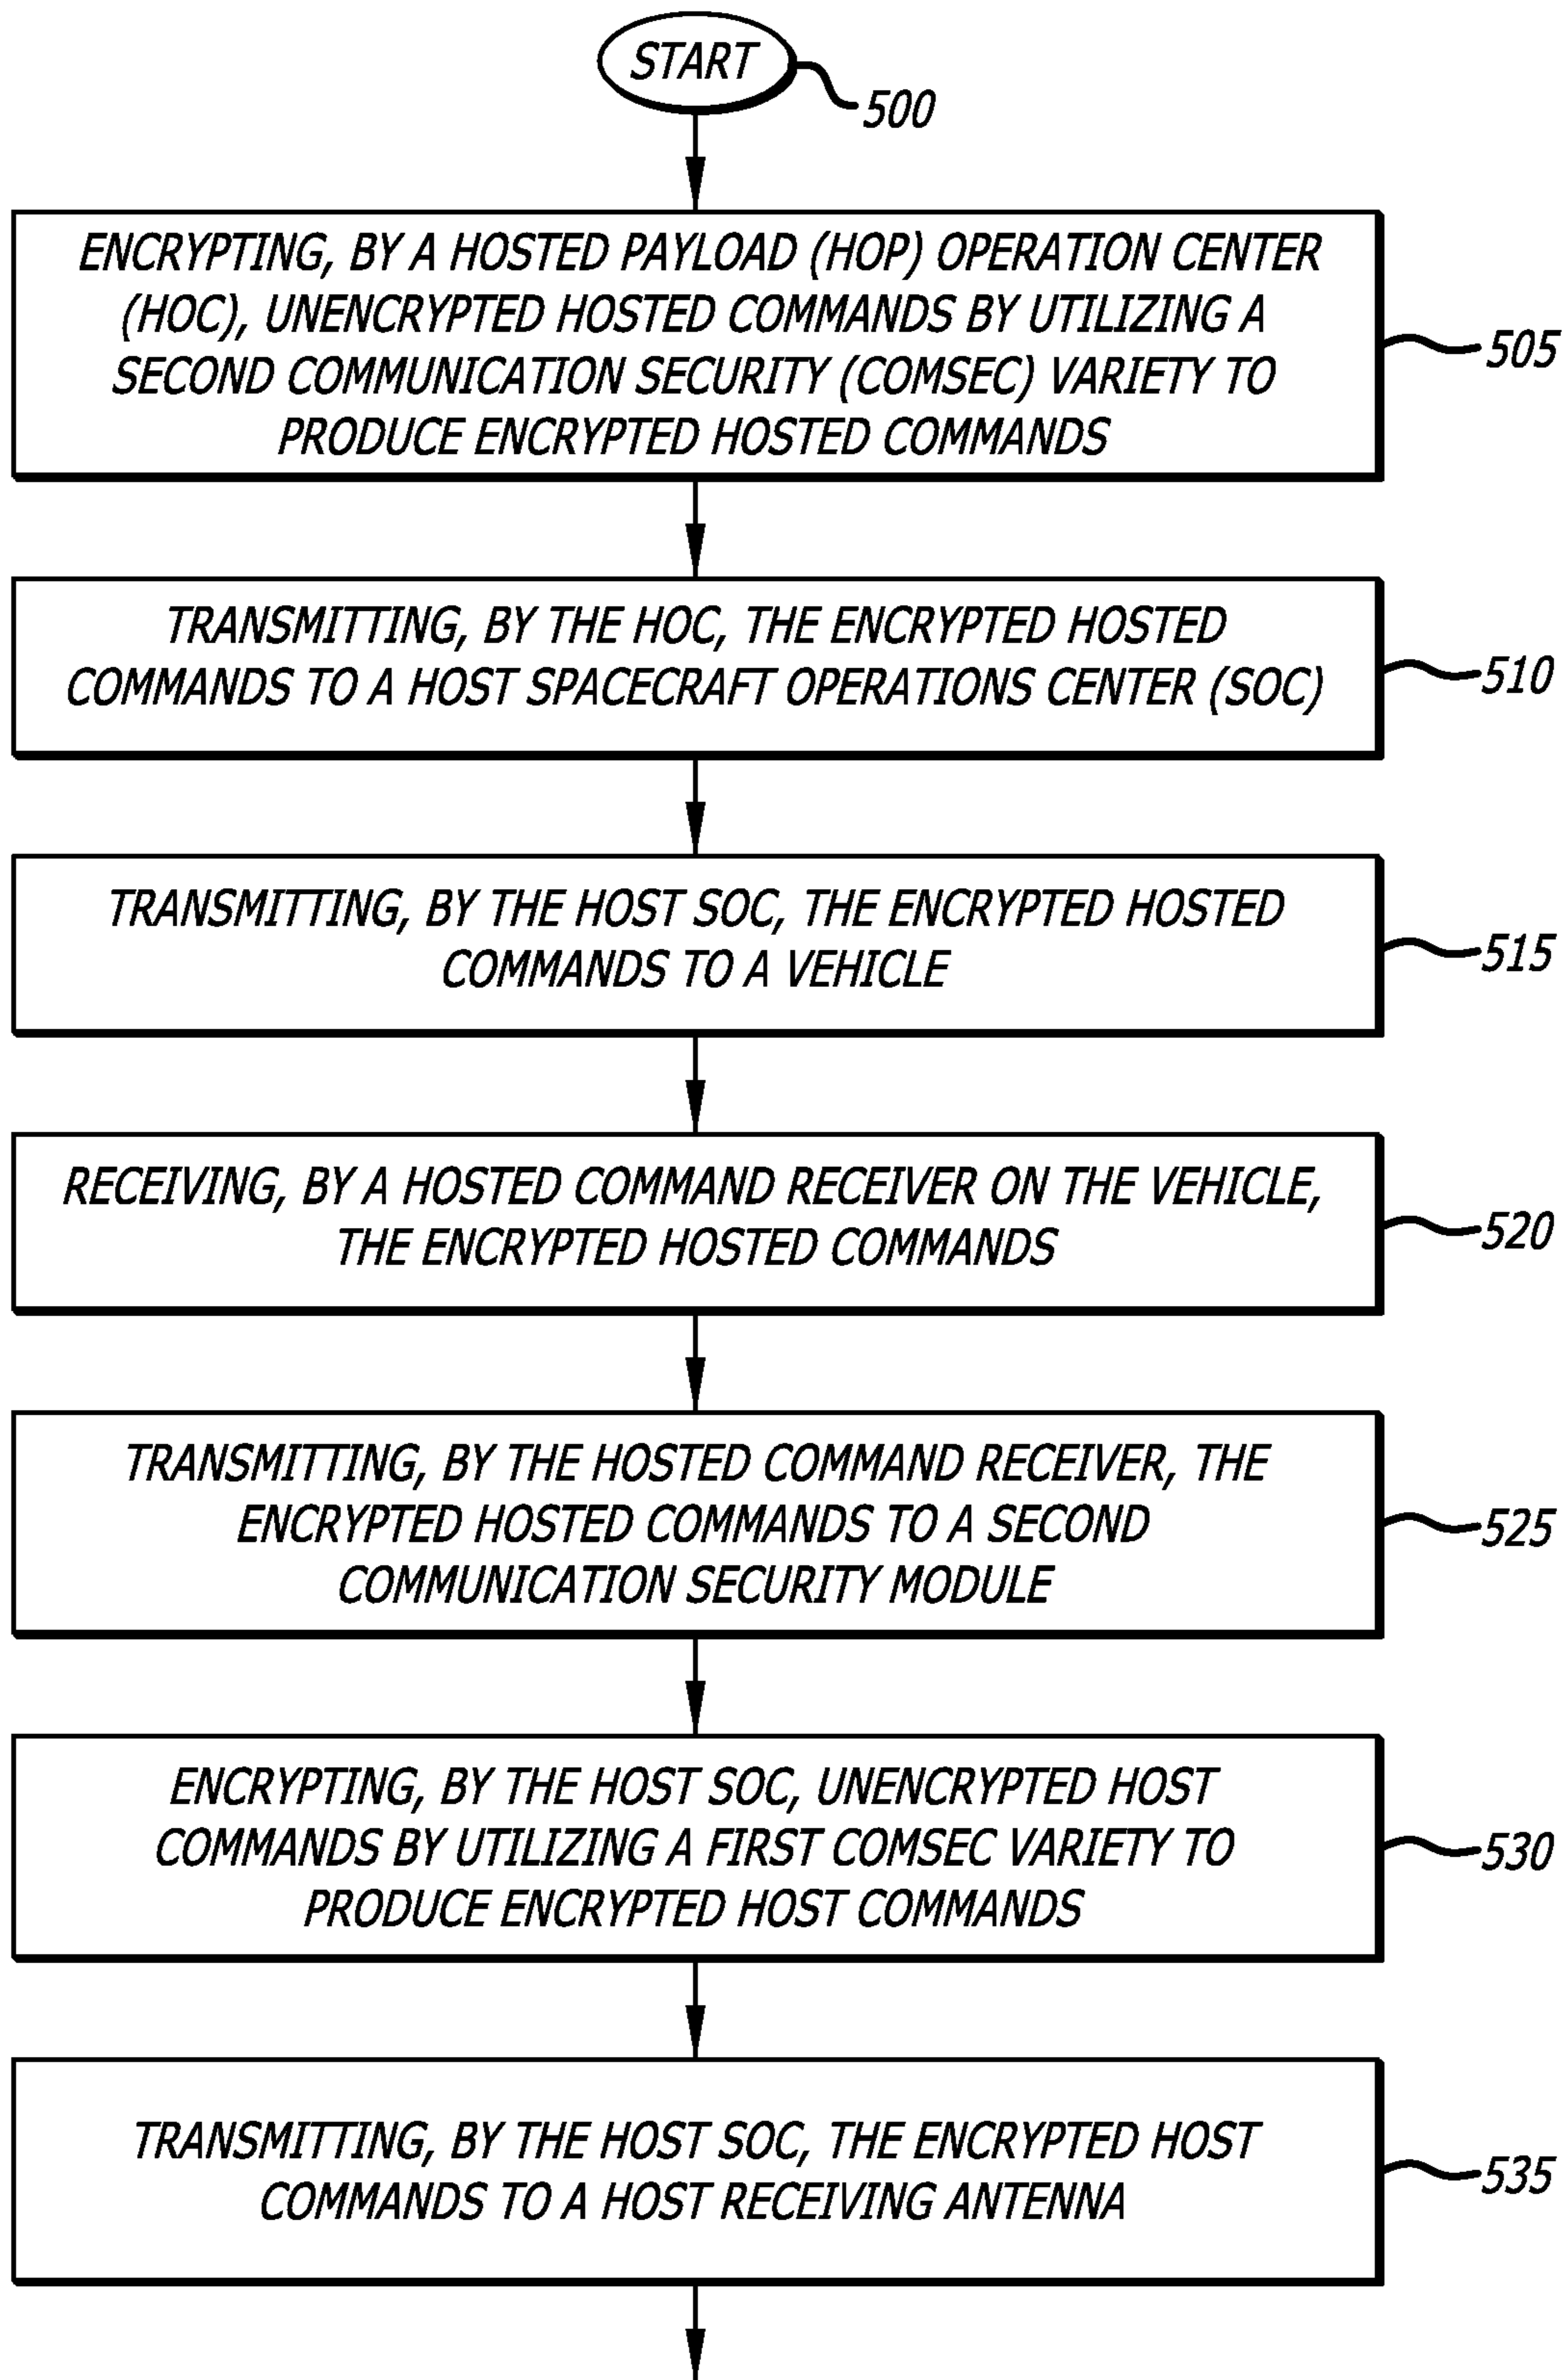 START
500
ENCRYPTING, BY A HOSTED PAYLOAD (HOP) OPERATION CENTER
(HOC), UNENCRYPTED HOSTED COMMANDS BY UTILIZING A
SECOND COMMUNICATION SECURITY (COMSEC) VARIETY TO
PRODUCE ENCRYPTED HOSTED COMMANDS
505
TRANSMITTING, BY THE HOC, THE ENCRYPTED HOSTED
COMMANDS TO A HOST SPACECRAFT OPERATIONS CENTER (SOC)
510
TRANSMITTING, BY THE HOST SOC, THE ENCRYPTED HOSTED
COMMANDS TO A VEHICLE
515
RECEIVING, BY A HOSTED COMMAND RECEIVER ON THE VEHICLE,
THE ENCRYPTED HOSTED COMMANDS
520
TRANSMITTING, BY THE HOSTED COMMAND RECEIVER, THE
ENCRYPTED HOSTED COMMANDS TO A SECOND
COMMUNICATION SECURITY MODULE
525
ENCRYPTING, BY THE HOST SOC, UNENCRYPTED HOST
COMMANDS BY UTILIZING A FIRST COMSEC VARIETY TO
PRODUCE ENCRYPTED HOST COMMANDS
530
TRANSMITTING, BY THE HOST SOC, THE ENCRYPTED HOST
COMMANDS TO A HOST RECEIVING ANTENNA
535